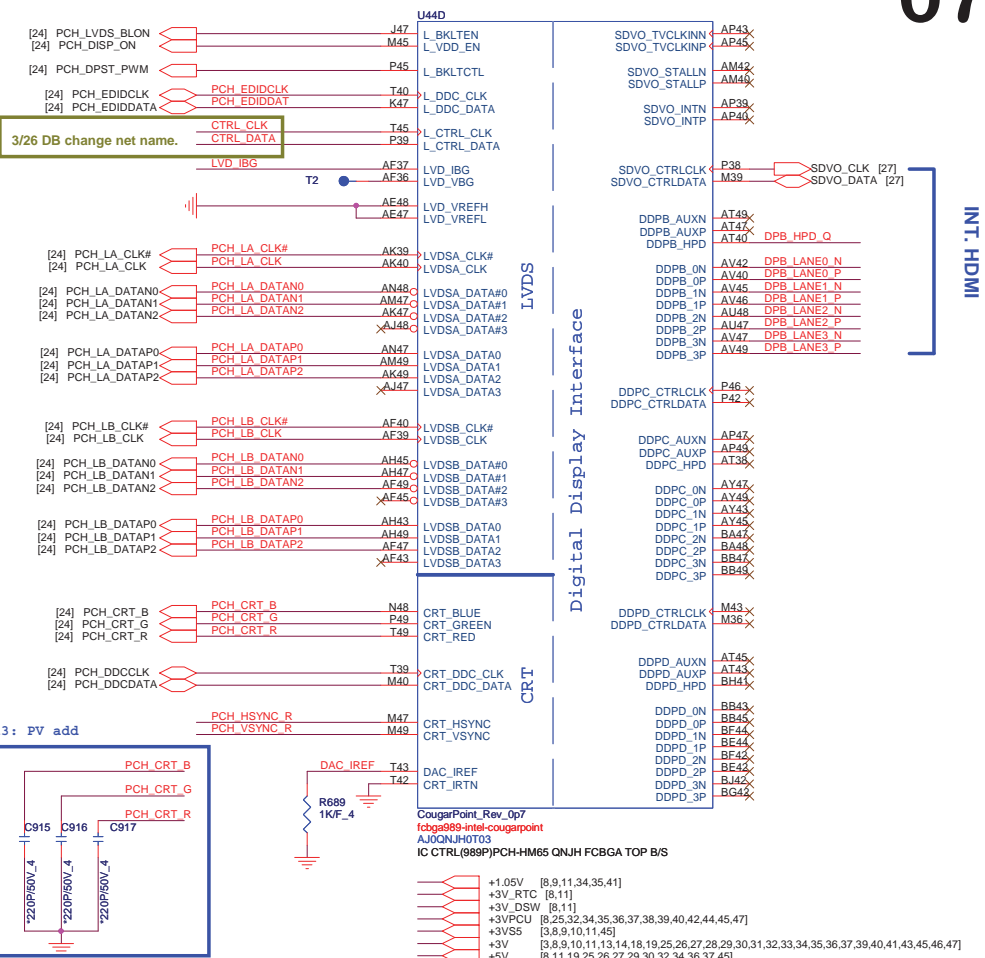 07
U44D
[24] PCH_LVDS_BLON J47 L_BKLTEN
[24] PCH_DISP_ON M45 L_VDD_EN
[24] PCH_DPST_PWM P45 L_BKLTCTL
[24] PCH_EDIDCLK PCH_EDIDCLK T40 L_DDC_CLK
[24] PCH_EDIDDATA PCH_EDIDDAT K47 L_DDC_DATA
3/26 DB change net name.
CTRL_CLK T45 L_CTRL_CLK
CTRL_DATA P39 L_CTRL_DATA
LVD_IBG AF37 LVD_IBG
T2 AF36 LVD_VBG
AE48 LVD_VREFH
AE47 LVD_VREFL
[24] PCH_LA_CLK# PCH_LA_CLK# AK39 LVDSA_CLK#
[24] PCH_LA_CLK PCH_LA_CLK AK40 LVDSA_CLK
[24] PCH_LA_DATAN0 PCH_LA_DATAN0 AN48 LVDSA_DATA#0
[24] PCH_LA_DATAN1 PCH_LA_DATAN1 AM47 LVDSA_DATA#1
[24] PCH_LA_DATAN2 PCH_LA_DATAN2 AK47 LVDSA_DATA#2
AJ48 LVDSA_DATA#3
[24] PCH_LA_DATAP0 PCH_LA_DATAP0 AN47 LVDSA_DATA0
[24] PCH_LA_DATAP1 PCH_LA_DATAP1 AM49 LVDSA_DATA1
[24] PCH_LA_DATAP2 PCH_LA_DATAP2 AK49 LVDSA_DATA2
AJ47 LVDSA_DATA3
[24] PCH_LB_CLK# PCH_LB_CLK# AF40 LVDSB_CLK#
[24] PCH_LB_CLK PCH_LB_CLK AF39 LVDSB_CLK
[24] PCH_LB_DATAN0 PCH_LB_DATAN0 AH45 LVDSB_DATA#0
[24] PCH_LB_DATAN1 PCH_LB_DATAN1 AH47 LVDSB_DATA#1
[24] PCH_LB_DATAN2 PCH_LB_DATAN2 AF49 LVDSB_DATA#2
AF45 LVDSB_DATA#3
[24] PCH_LB_DATAP0 PCH_LB_DATAP0 AH43 LVDSB_DATA0
[24] PCH_LB_DATAP1 PCH_LB_DATAP1 AH49 LVDSB_DATA1
[24] PCH_LB_DATAP2 PCH_LB_DATAP2 AF47 LVDSB_DATA2
AF43 LVDSB_DATA3
[24] PCH_CRT_B PCH_CRT_B N48 CRT_BLUE
[24] PCH_CRT_G PCH_CRT_G P49 CRT_GREEN
[24] PCH_CRT_R PCH_CRT_R T49 CRT_RED
[24] PCH_DDCCLK T39 CRT_DDC_CLK
[24] PCH_DDCDATA M40 CRT_DDC_DATA
PCH_HSYNC_R M47 CRT_HSYNC
PCH_VSYNC_R M49 CRT_VSYNC
DAC_IREF T43 DAC_IREF
T42 CRT_IRTN
R689
1K/F_4
LVDS
CRT
Digital Display Interface
SDVO_TVCLKINN AP43
SDVO_TVCLKINP AP45
SDVO_STALLN AM42
SDVO_STALLP AM40
SDVO_INTN AP39
SDVO_INTP AP40
SDVO_CTRLCLK P38 SDVO_CLK [27]
SDVO_CTRLDATA M39 SDVO_DATA [27]
DDPB_AUXN AT49
DDPB_AUXP AT47
DDPB_HPD AT40 DPB_HPD_Q
DDPB_0N AV42 DPB_LANE0_N
DDPB_0P AV40 DPB_LANE0_P
DDPB_1N AV45 DPB_LANE1_N
DDPB_1P AV46 DPB_LANE1_P
DDPB_2N AU48 DPB_LANE2_N
DDPB_2P AU47 DPB_LANE2_P
DDPB_3N AV47 DPB_LANE3_N
DDPB_3P AV49 DPB_LANE3_P
INT. HDMI
DDPC_CTRLCLK P46
DDPC_CTRLDATA P42
DDPC_AUXN AP47
DDPC_AUXP AP49
DDPC_HPD AT38
DDPC_0N AY47
DDPC_0P AY49
DDPC_1N AY43
DDPC_1P AY45
DDPC_2N BA47
DDPC_2P BA48
DDPC_3N BB47
DDPC_3P BB49
DDPD_CTRLCLK M43
DDPD_CTRLDATA M36
DDPD_AUXN AT45
DDPD_AUXP AT43
DDPD_HPD BH41
DDPD_0N BB43
DDPD_0P BB45
DDPD_1N BF44
DDPD_1P BE44
DDPD_2N BF42
DDPD_2P BE42
DDPD_3N BJ42
DDPD_3P BG42
CougarPoint_Rev_0p7
fcbga989-intel-cougarpoint
AJ0QNJH0T03
IC CTRL(989P)PCH-HM65 QNJH FCBGA TOP B/S
3: PV add
PCH_CRT_B
PCH_CRT_G
PCH_CRT_R
C915 C916 C917
*220P/50V_4 *220P/50V_4 *220P/50V_4
+1.05V [8,9,11,34,35,41]
+3V_RTC [8,11]
+3V_DSW [8,11]
+3VPCU [8,25,32,34,35,36,37,38,39,40,42,44,45,47]
+3VS5 [3,8,9,10,11,45]
+3V [3,8,9,10,11,13,14,18,19,25,26,27,28,29,30,31,32,33,34,35,36,37,39,40,41,43,45,46,47]
+5V [8,11,19,25,26,27,29,30,32,34,36,37,45]